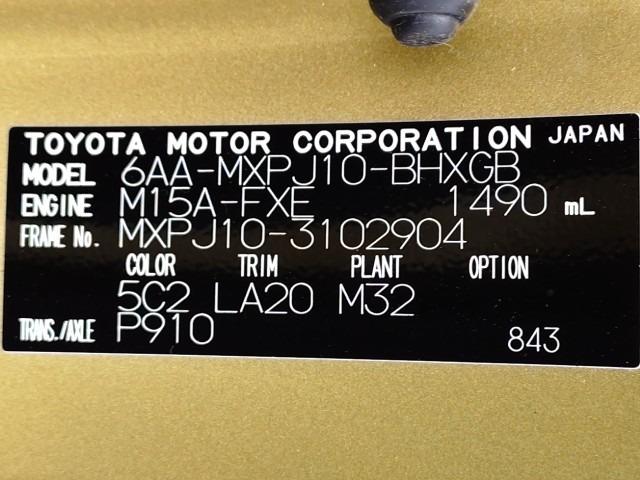 TOYOTA MOTOR CORPORATION JAPAN
MODEL 6AA-MXPJ10-BHXGB
ENGINE M15A-FXE 1490 mL
FRAME No. MXPJ10-3102904
COLOR TRIM PLANT OPTION
5C2 LA20 M32
TRANS./AXLE P910 843